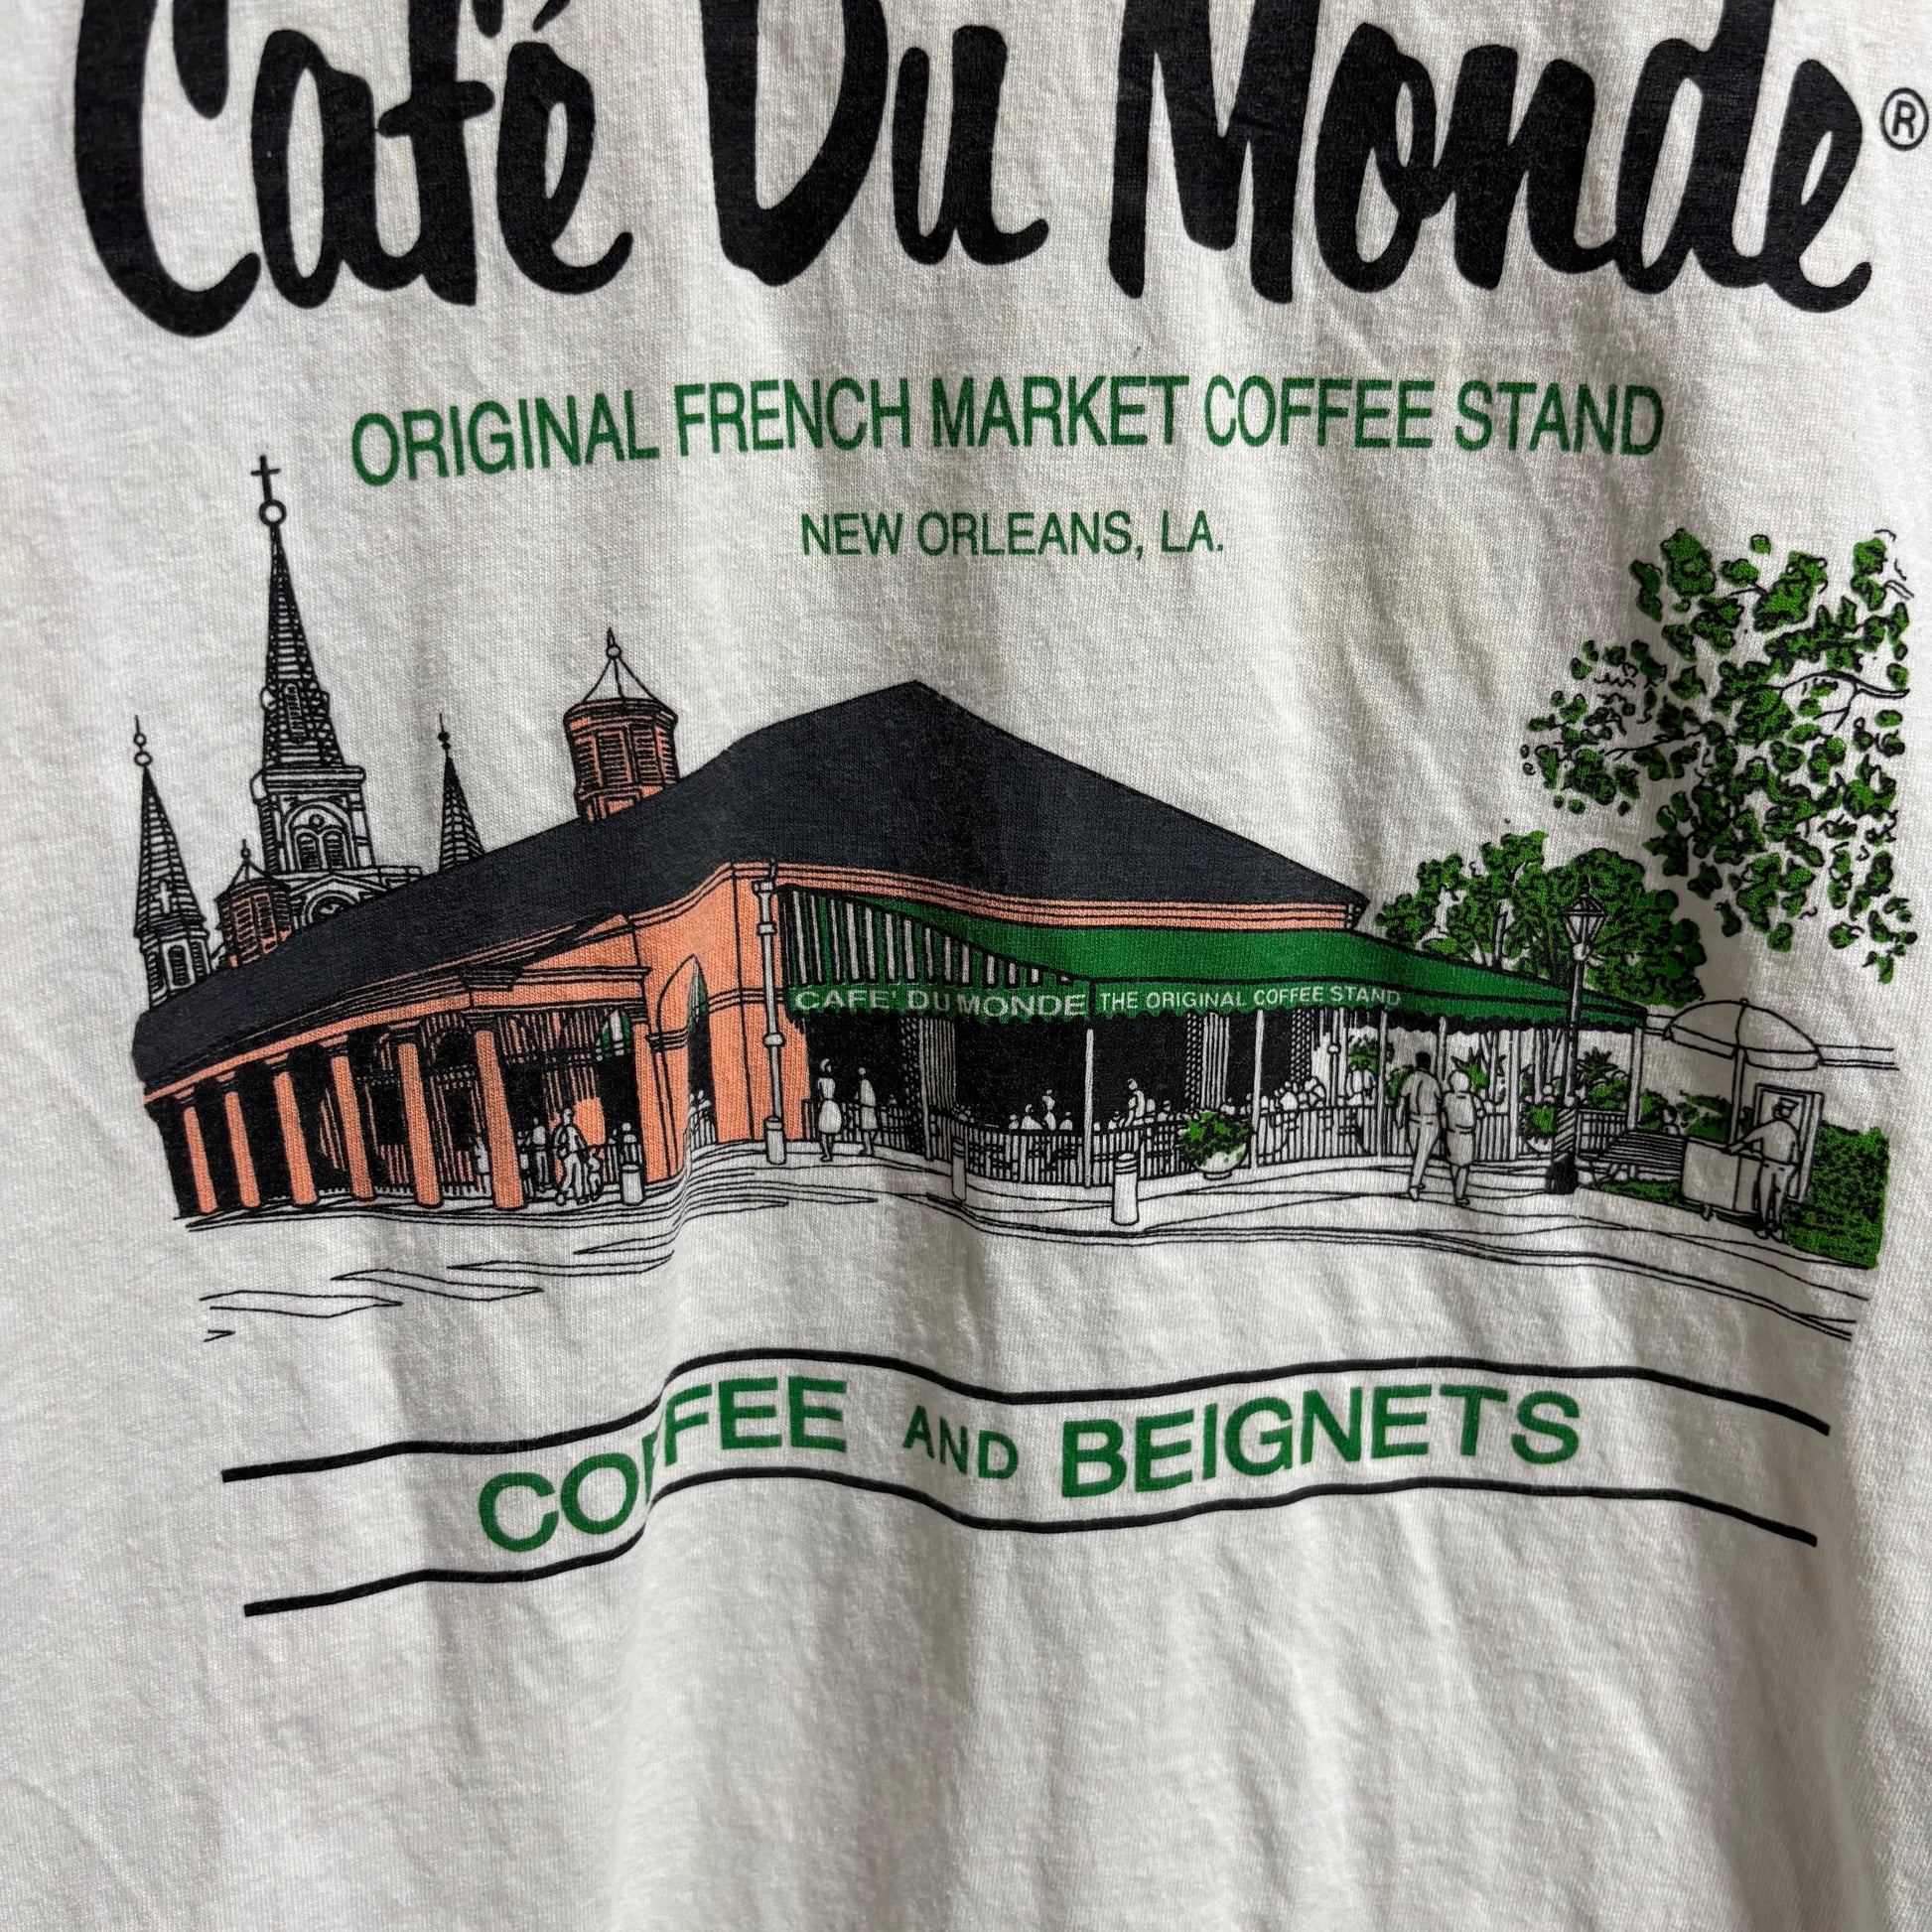 Café Du Monde®
ORIGINAL FRENCH MARKET COFFEE STAND
NEW ORLEANS, LA.
CAFE' DU MONDE THE ORIGINAL COFFEE STAND
COFFEE AND BEIGNETS